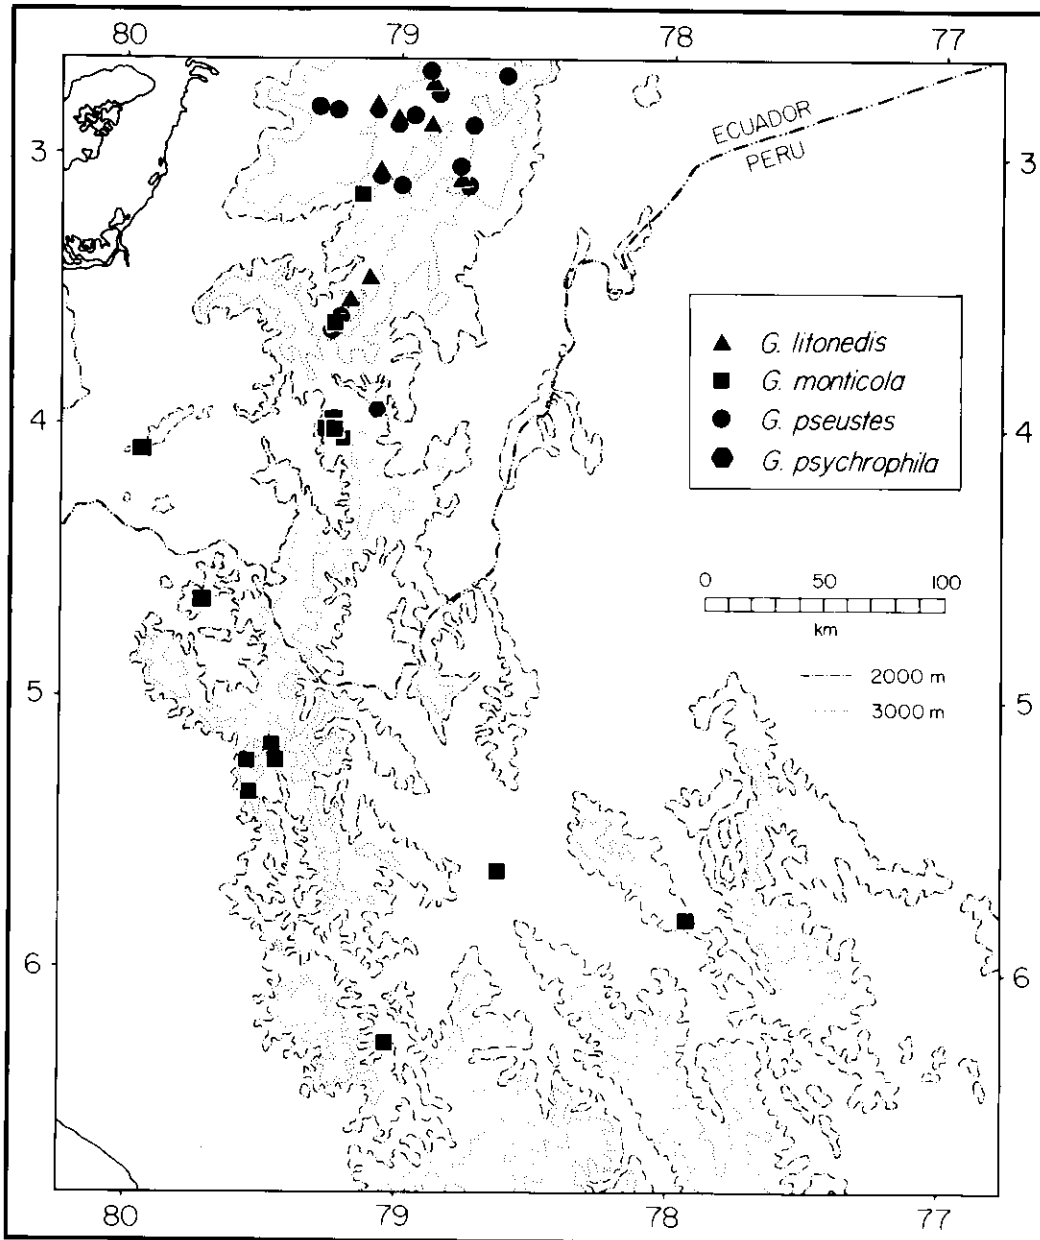 80 79 78 77
ECUADOR
PERU
3 3
G. litonedis
G. monticola
G. pseustes
G. psychrophila
4 4
0 50 100
km
2000 m
3000 m
5 5
6 6
80 79 78 77